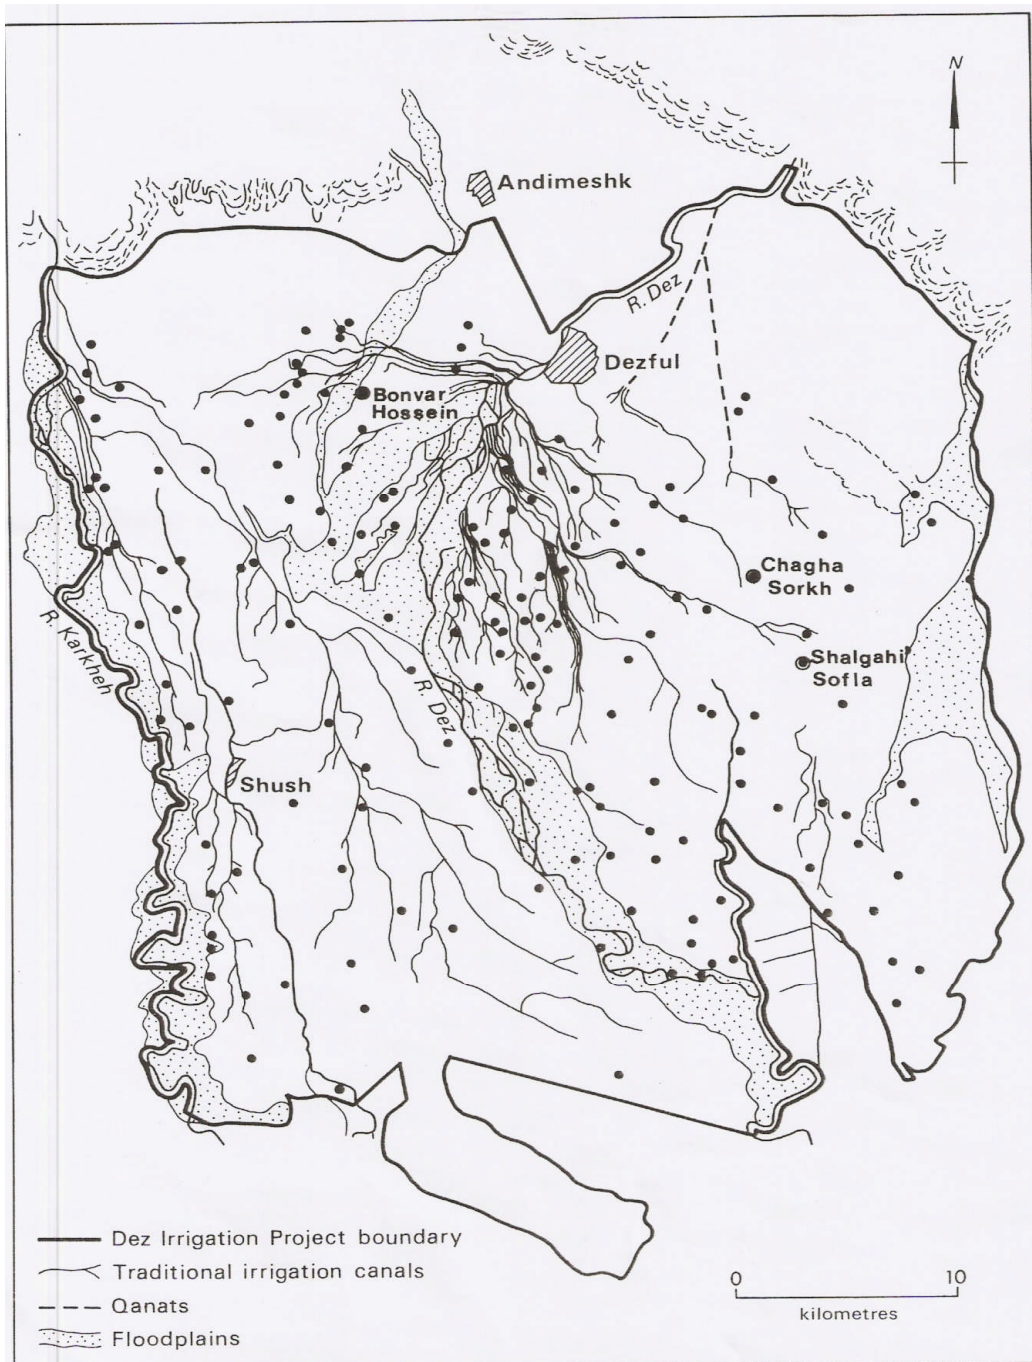 N
Andimeshk
R. Dez
Dezful
Bonvar
Hossein
Chagha
Sorkh
R. Karkheh
Shalgahi
Sofla
R. Dez
Shush
Dez Irrigation Project boundary
Traditional irrigation canals
Qanats
Floodplains
0 10
kilometres